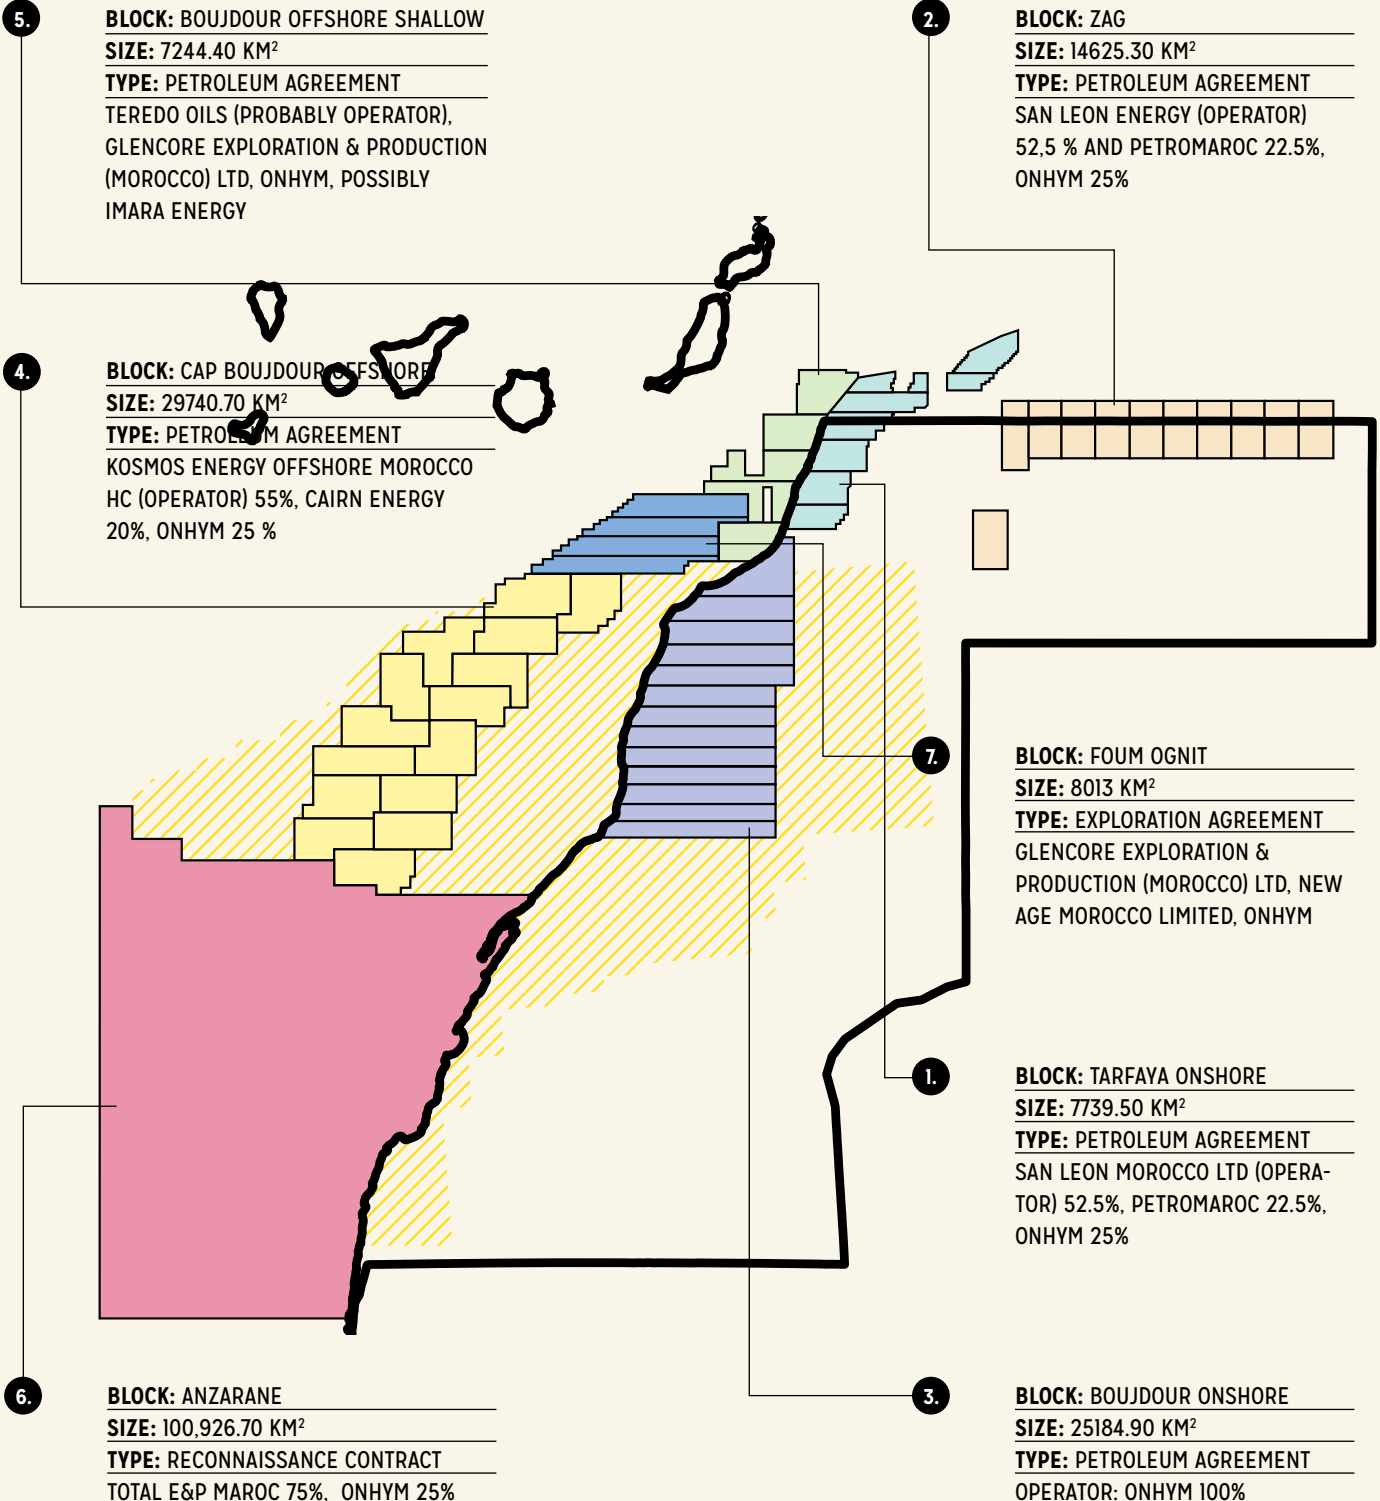 5.
BLOCK: BOUJDOUR OFFSHORE SHALLOW
SIZE: 7244.40 KM²
TYPE: PETROLEUM AGREEMENT
TEREDO OILS (PROBABLY OPERATOR),
GLENCORE EXPLORATION & PRODUCTION
(MOROCCO) LTD, ONHYM, POSSIBLY
IMARA ENERGY
2.
BLOCK: ZAG
SIZE: 14625.30 KM²
TYPE: PETROLEUM AGREEMENT
SAN LEON ENERGY (OPERATOR)
52,5 % AND PETROMAROC 22.5%,
ONHYM 25%
4.
BLOCK: CAP BOUJDOUR OFFSHORE
SIZE: 29740.70 KM²
TYPE: PETROLEUM AGREEMENT
KOSMOS ENERGY OFFSHORE MOROCCO
HC (OPERATOR) 55%, CAIRN ENERGY
20%, ONHYM 25 %
7.
BLOCK: FOUM OGNIT
SIZE: 8013 KM²
TYPE: EXPLORATION AGREEMENT
GLENCORE EXPLORATION &
PRODUCTION (MOROCCO) LTD, NEW
AGE MOROCCO LIMITED, ONHYM
1.
BLOCK: TARFAYA ONSHORE
SIZE: 7739.50 KM²
TYPE: PETROLEUM AGREEMENT
SAN LEON MOROCCO LTD (OPERA-
TOR) 52.5%, PETROMAROC 22.5%,
ONHYM 25%
6.
BLOCK: ANZARANE
SIZE: 100,926.70 KM²
TYPE: RECONNAISSANCE CONTRACT
TOTAL E&P MAROC 75%, ONHYM 25%
3.
BLOCK: BOUJDOUR ONSHORE
SIZE: 25184.90 KM²
TYPE: PETROLEUM AGREEMENT
OPERATOR: ONHYM 100%